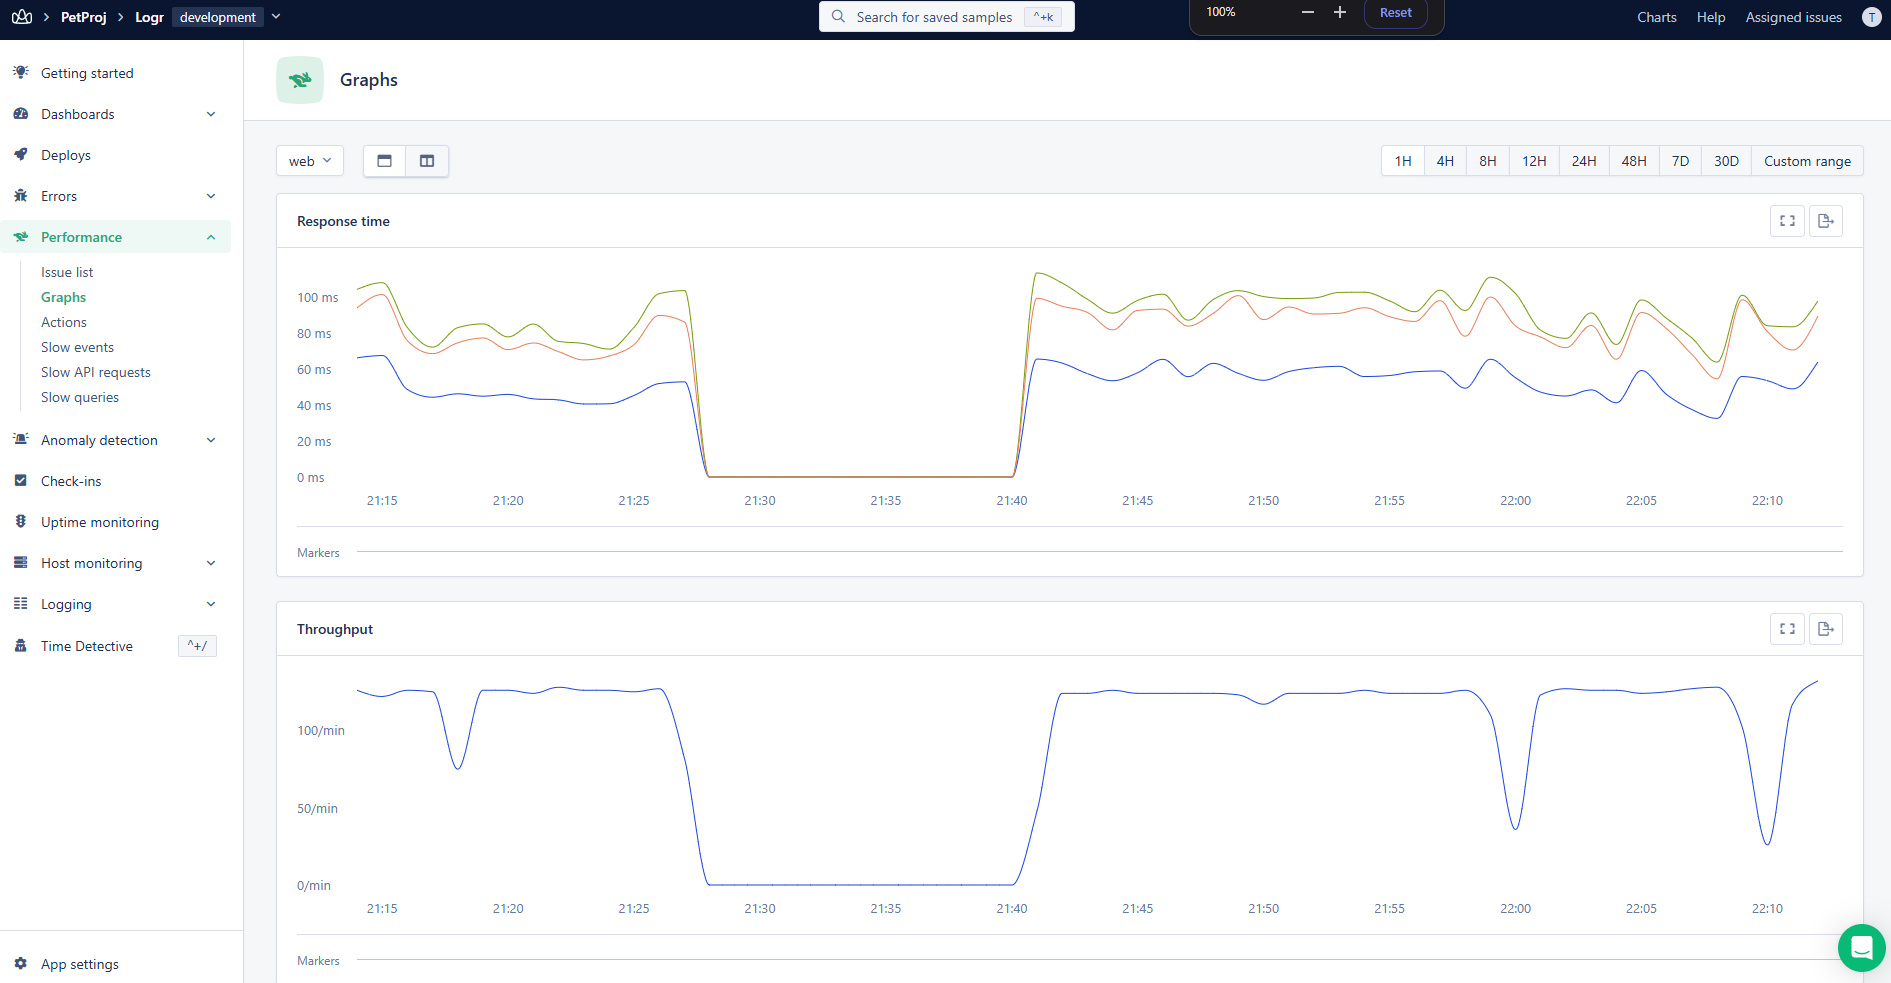 PetProj
Logr
development
Search for saved samples
^+k
100%
Reset
Charts
Help
Assigned issues
T
Getting started
Dashboards
Deploys
Errors
Performance
Issue list
Graphs
Actions
Slow events
Slow API requests
Slow queries
Anomaly detection
Check-ins
Uptime monitoring
Host monitoring
Logging
Time Detective
^+/
App settings
Graphs
web
1H 4H 8H 12H 24H 48H 7D 30D Custom range
Response time
100 ms
80 ms
60 ms
40 ms
20 ms
0 ms
21:15 21:20 21:25 21:30 21:35 21:40 21:45 21:50 21:55 22:00 22:05 22:10
Markers
Throughput
100/min
50/min
0/min
21:15 21:20 21:25 21:30 21:35 21:40 21:45 21:50 21:55 22:00 22:05 22:10
Markers